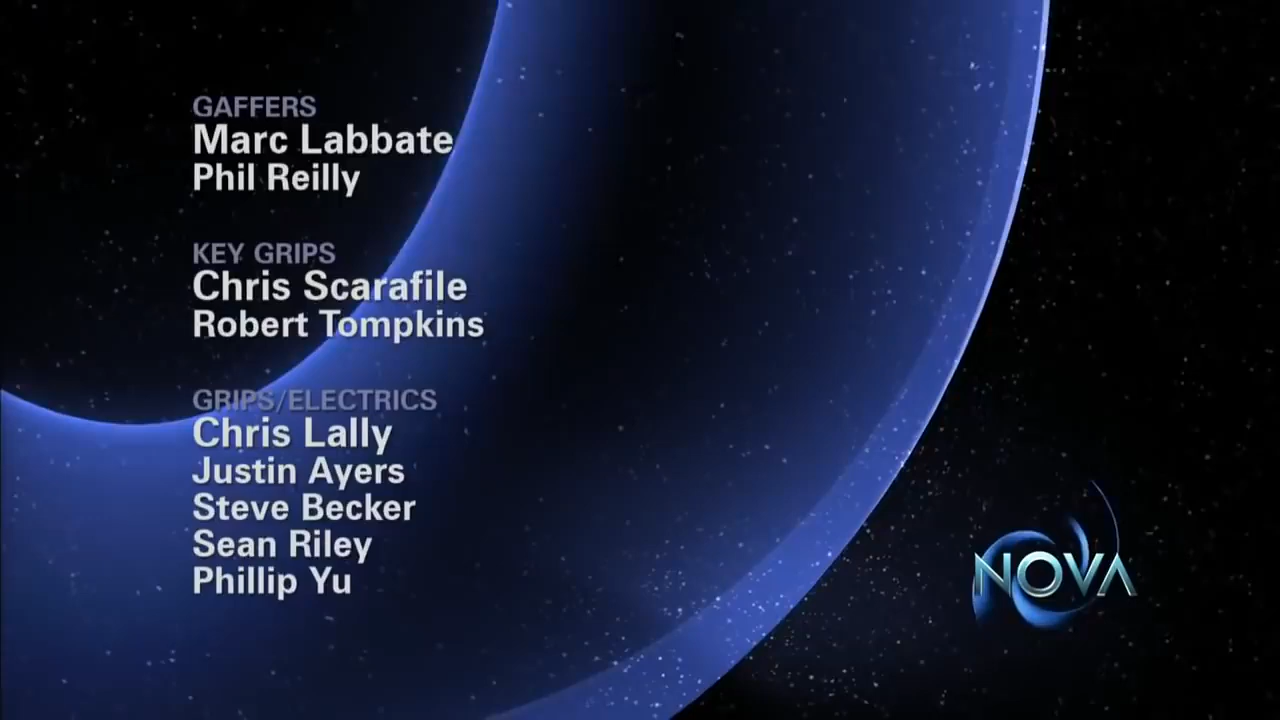 GAFFERS
Marc Labbate
Phil Reilly
KEY GRIPS
Chris Scarafile
Robert Tompkins
GRIPS/ELECTRICS
Chris Lally
Justin Ayers
Steve Becker
Sean Riley
Phillip Yu
NOVA